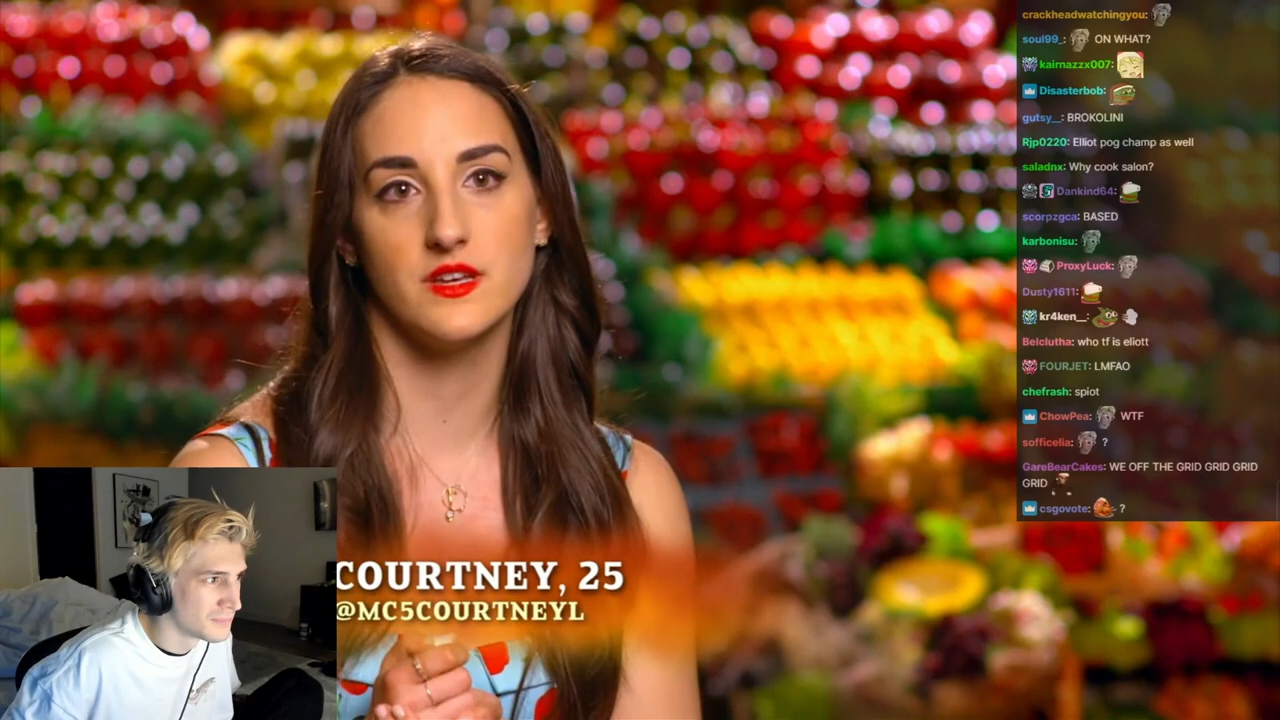 crackheadwatchingyou:
soul99_: ON WHAT?
kairnazzx007:
Disasterbob:
gutsy__: BROKOLINI
Rjp0220: Elliot pog champ as well
saladnx: Why cook salon?
Dankind64:
scorpzgca: BASED
karbonisu:
ProxyLuck:
Dusty1611:
kr4ken__:
Belclutha: who tf is eliott
FOURJET: LMFAO
chefrash: spiot
ChowPea: WTF
sofficelia: ?
GareBearCakes: WE OFF THE GRID GRID GRID
GRID
csgovote: ?
COURTNEY, 25
@MC5COURTNEYL